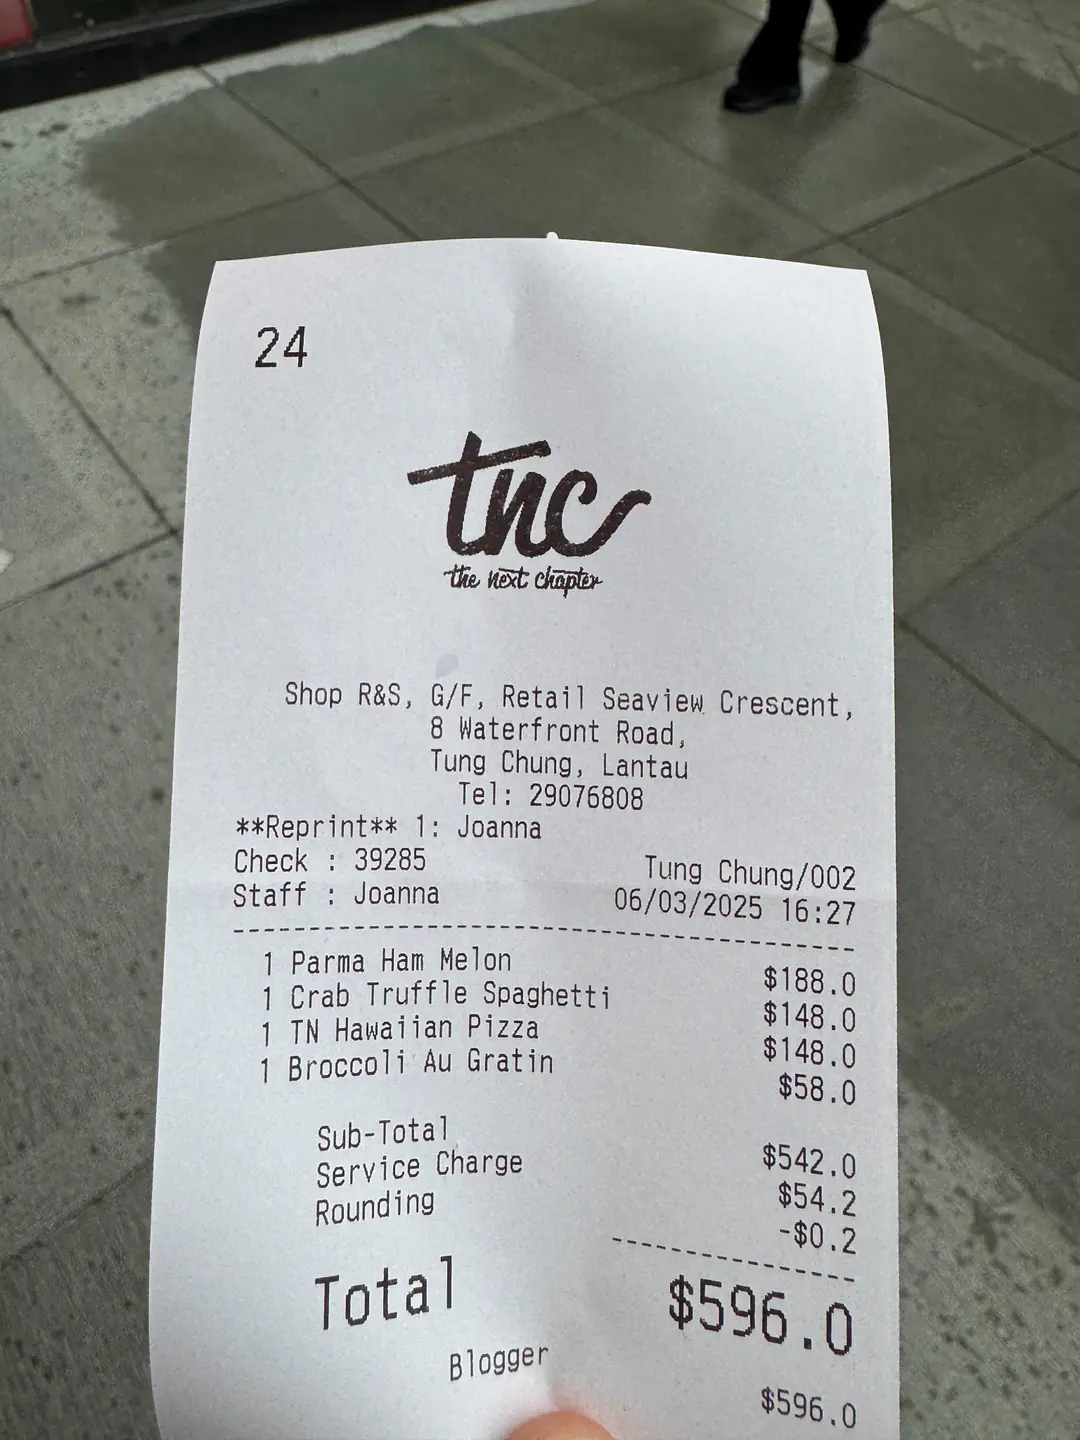 24
tnc
the next chapter
Shop R&S, G/F, Retail Seaview Crescent,
8 Waterfront Road,
Tung Chung, Lantau
Tel: 29076808
**Reprint** 1: Joanna
Check : 39285 Tung Chung/002
Staff : Joanna 06/03/2025 16:27
1 Parma Ham Melon $188.0
1 Crab Truffle Spaghetti $148.0
1 TN Hawaiian Pizza $148.0
1 Broccoli Au Gratin $58.0
Sub-Total $542.0
Service Charge $54.2
Rounding -$0.2
Total $596.0
Blogger $596.0